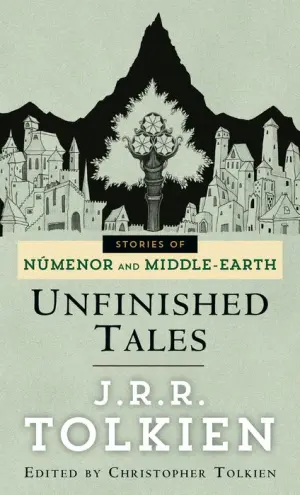 STORIES OF
NÚMENOR AND MIDDLE-EARTH
UNFINISHED
TALES
J.R.R.
TOLKIEN
EDITED BY CHRISTOPHER TOLKIEN